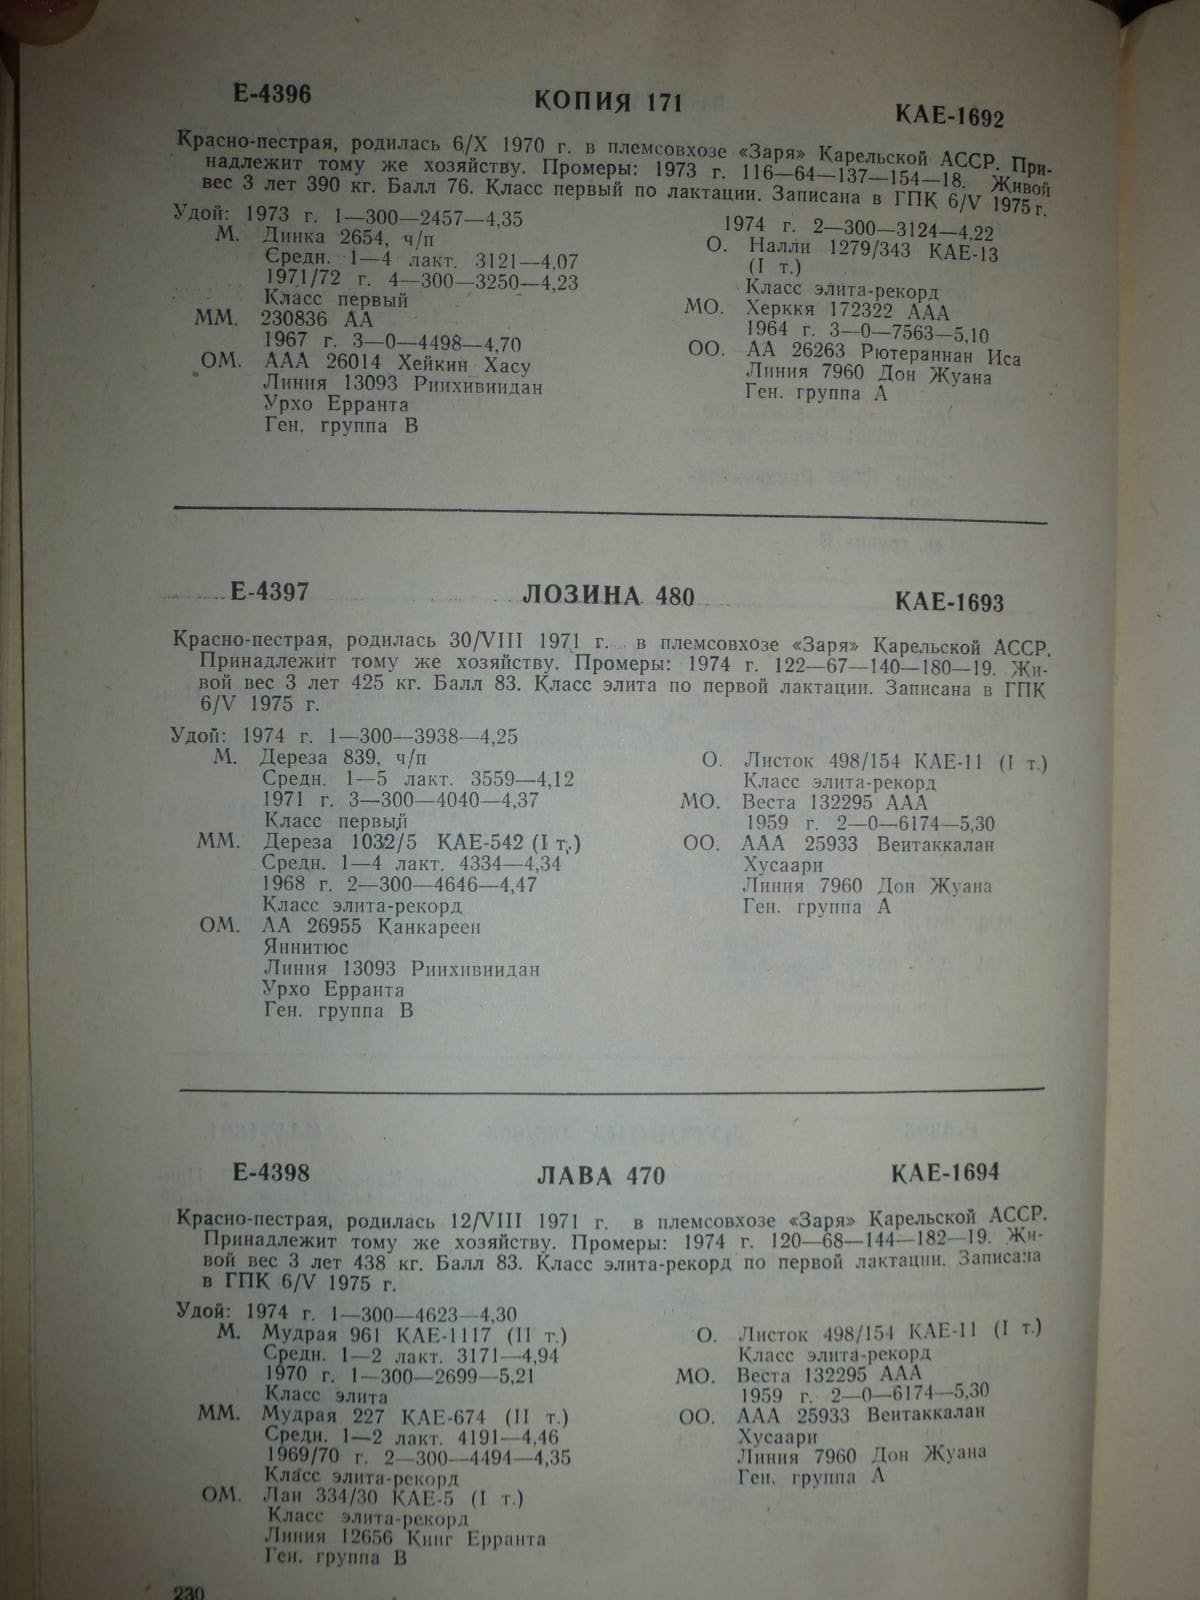 Е-4396 КОПИЯ 171 КАЕ-1692
Красно-пестрая, родилась 6/X 1970 г. в племсовхозе «Заря» Карельской АССР. При-
надлежит тому же хозяйству. Промеры: 1973 г. 116—64—137—154—18. Живой
вес 3 лет 390 кг. Балл 76. Класс первый по лактации. Записана в ГПК 6/V 1975 г.
Удой: 1973 г. 1—300—2457—4,35
М. Динка 2654, ч/п
Средн. 1—4 лакт. 3121—4,07
1971/72 г. 4—300—3250—4,23
Класс первый
ММ. 230836 АА
1967 г. 3—0—4498—4,70
ОМ. ААА 26014 Хейкин Хасу
Линия 13093 Риихивиидан
Урхо Ерранта
Ген. группа В
1974 г. 2—300—3124—4,22
О. Налли 1279/343 КАЕ-13
(I т.)
Класс элита-рекорд
МО. Херккя 172322 ААА
1964 г. 3—0—7563—5,10
ОО. АА 26263 Рютераннан Иса
Линия 7960 Дон Жуана
Ген. группа А
Е-4397 ЛОЗИНА 480 КАЕ-1693
Красно-пестрая, родилась 30/VIII 1971 г. в племсовхозе «Заря» Карельской АССР.
Принадлежит тому же хозяйству. Промеры: 1974 г. 122—67—140—180—19. Жи-
вой вес 3 лет 425 кг. Балл 83. Класс элита по первой лактации. Записана в ГПК
6/V 1975 г.
Удой: 1974 г. 1—300—3938—4,25
М. Дереза 839, ч/п
Средн. 1—5 лакт. 3559—4,12
1971 г. 3—300—4040—4,37
Класс первый
ММ. Дереза 1032/5 КАЕ-542 (I т.)
Средн. 1—4 лакт. 4334—4,34
1968 г. 2—300—4646—4,47
Класс элита-рекорд
ОМ. АА 26955 Канкареен
Яннитюс
Линия 13093 Риихивиидан
Урхо Ерранта
Ген. группа В
О. Листок 498/154 КАЕ-11 (I т.)
Класс элита-рекорд
МО. Веста 132295 ААА
1959 г. 2—0—6174—5,30
ОО. ААА 25933 Веитаккалан
Хусаари
Линия 7960 Дон Жуана
Ген. группа А
Е-4398 ЛАВА 470 КАЕ-1694
Красно-пестрая, родилась 12/VIII 1971 г. в племсовхозе «Заря» Карельской АССР.
Принадлежит тому же хозяйству. Промеры: 1974 г. 120—68—144—182—19. Жи-
вой вес 3 лет 438 кг. Балл 83. Класс элита-рекорд по первой лактации. Записана
в ГПК 6/V 1975 г.
Удой: 1974 г. 1—300—4623—4,30
М. Мудрая 961 КАЕ-1117 (II т.)
Средн. 1—2 лакт. 3171—4,94
1970 г. 1—300—2699—5,21
Класс элита
ММ. Мудрая 227 КАЕ-674 (II т.)
Средн. 1—2 лакт. 4191—4,46
1969/70 г. 2—300—4494—4,35
Класс элита-рекорд
ОМ. Лан 334/30 КАЕ-5 (I т.)
Класс элита-рекорд
Линия 12656 Кинг Ерранта
Ген. группа В
О. Листок 498/154 КАЕ-11 (I т.)
Класс элита-рекорд
МО. Веста 132295 ААА
1959 г. 2—0—6174—5,30
ОО. ААА 25933 Веитаккалан
Хусаари
Линия 7960 Дон Жуана
Ген. группа А
230